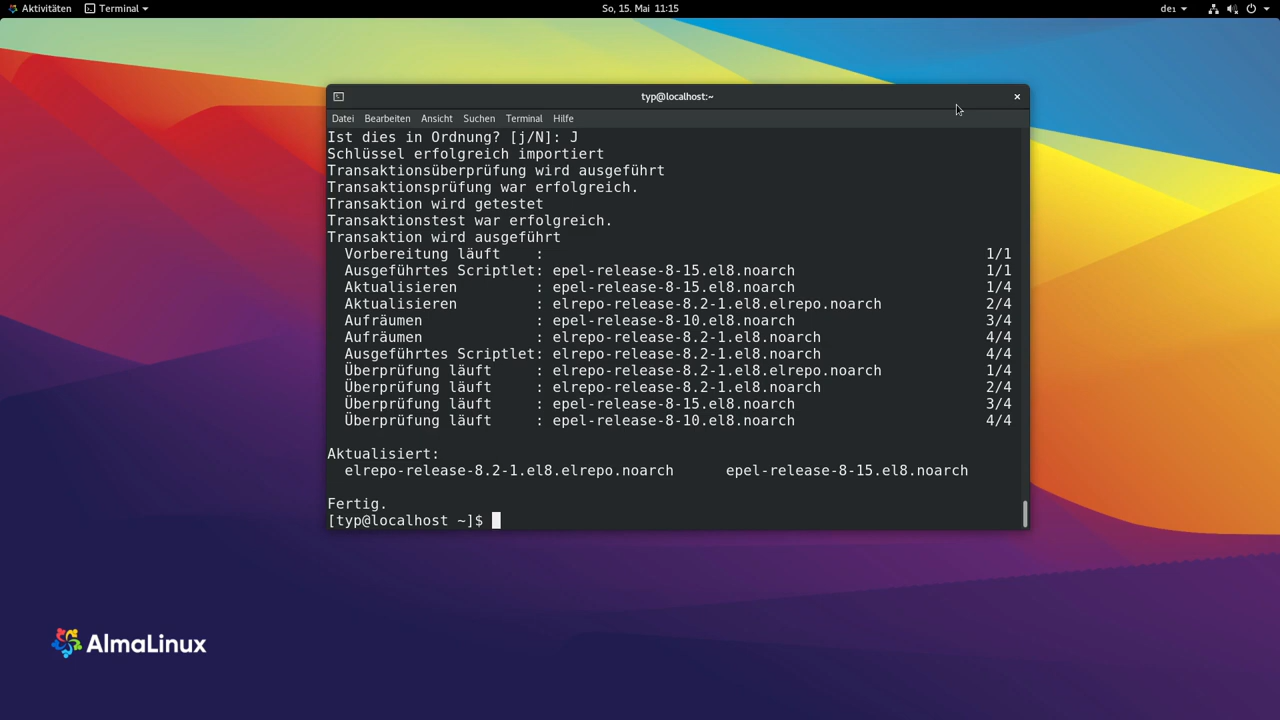 Aktivitäten Terminal So, 15. Mai 11:15 de₁
typ@localhost:~
Datei Bearbeiten Ansicht Suchen Terminal Hilfe
Ist dies in Ordnung? [j/N]: J
Schlüssel erfolgreich importiert
Transaktionsüberprüfung wird ausgeführt
Transaktionsprüfung war erfolgreich.
Transaktion wird getestet
Transaktionstest war erfolgreich.
Transaktion wird ausgeführt
  Vorbereitung läuft    :                                                   1/1
  Ausgeführtes Scriptlet: epel-release-8-15.el8.noarch                      1/1
  Aktualisieren         : epel-release-8-15.el8.noarch                      1/4
  Aktualisieren         : elrepo-release-8.2-1.el8.elrepo.noarch            2/4
  Aufräumen             : epel-release-8-10.el8.noarch                      3/4
  Aufräumen             : elrepo-release-8.2-1.el8.noarch                   4/4
  Ausgeführtes Scriptlet: elrepo-release-8.2-1.el8.noarch                   4/4
  Überprüfung läuft     : elrepo-release-8.2-1.el8.elrepo.noarch            1/4
  Überprüfung läuft     : elrepo-release-8.2-1.el8.noarch                   2/4
  Überprüfung läuft     : epel-release-8-15.el8.noarch                      3/4
  Überprüfung läuft     : epel-release-8-10.el8.noarch                      4/4
Aktualisiert:
  elrepo-release-8.2-1.el8.elrepo.noarch      epel-release-8-15.el8.noarch
Fertig.
[typ@localhost ~]$
AlmaLinux